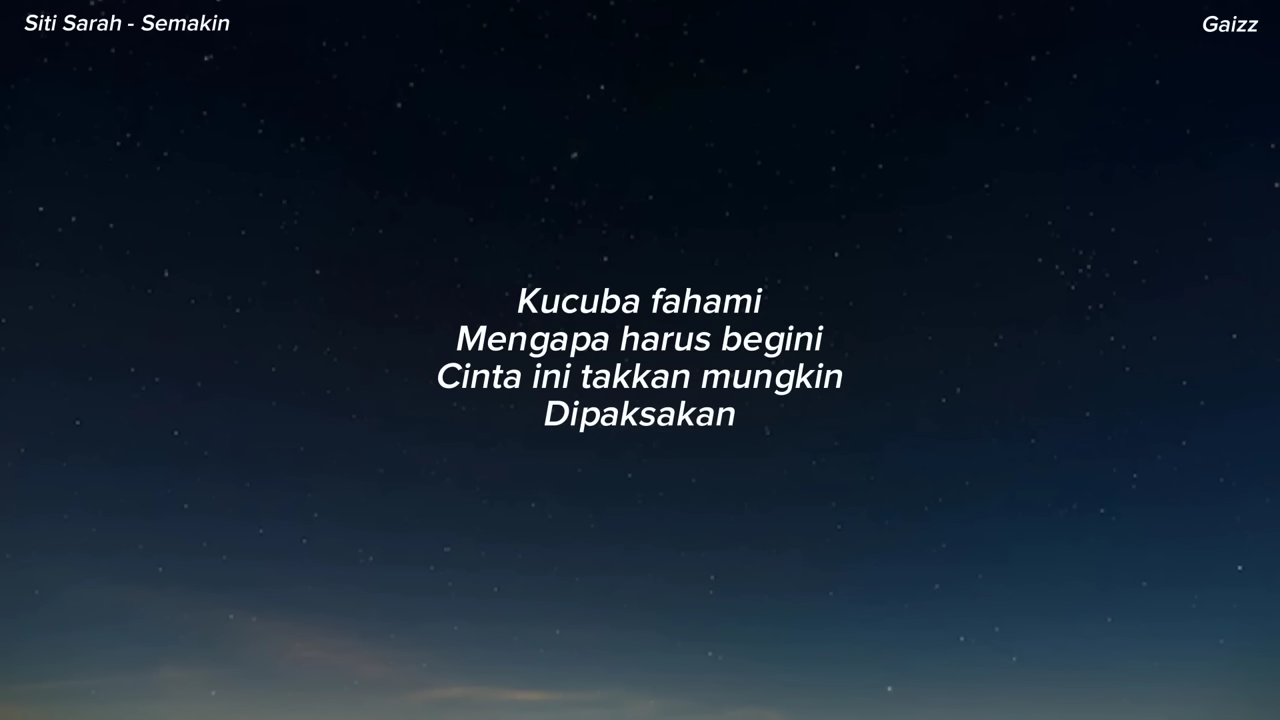 Siti Sarah - Semakin
Gaizz
Kucuba fahami
Mengapa harus begini
Cinta ini takkan mungkin
Dipaksakan